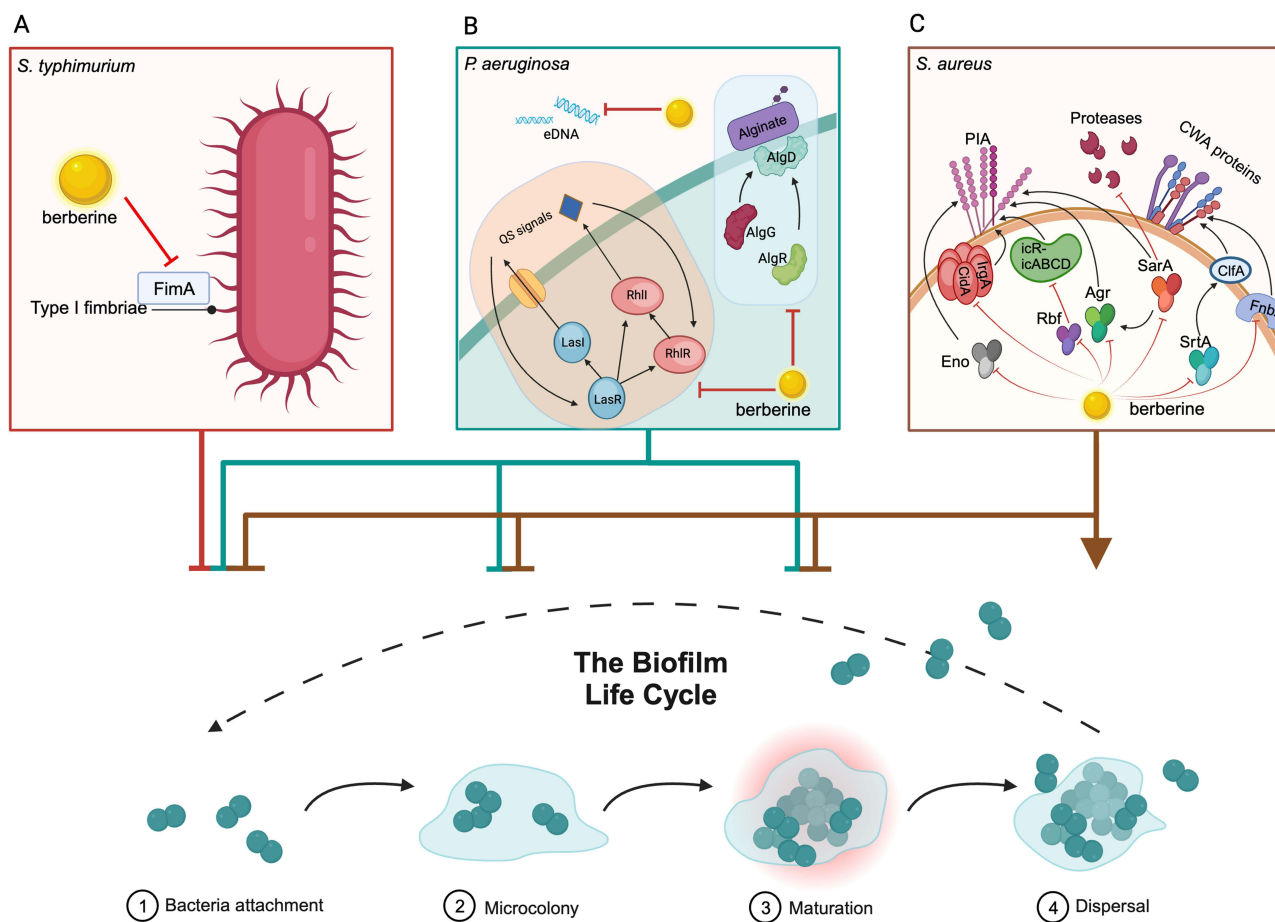 A
S. typhimurium
berberine
FimA
Type I fimbriae
B
P. aeruginosa
eDNA
Alginate
AlgD
AlgG
AlgR
QS signals
RhlI
LasI
RhlR
LasR
berberine
C
S. aureus
Proteases
PIA
CWA proteins
CidA
lrgA
icR-
icABCD
SarA
ClfA
Agr
Fnb
Rbf
SrtA
Eno
berberine
The Biofilm
Life Cycle
1 Bacteria attachment
2 Microcolony
3 Maturation
4 Dispersal